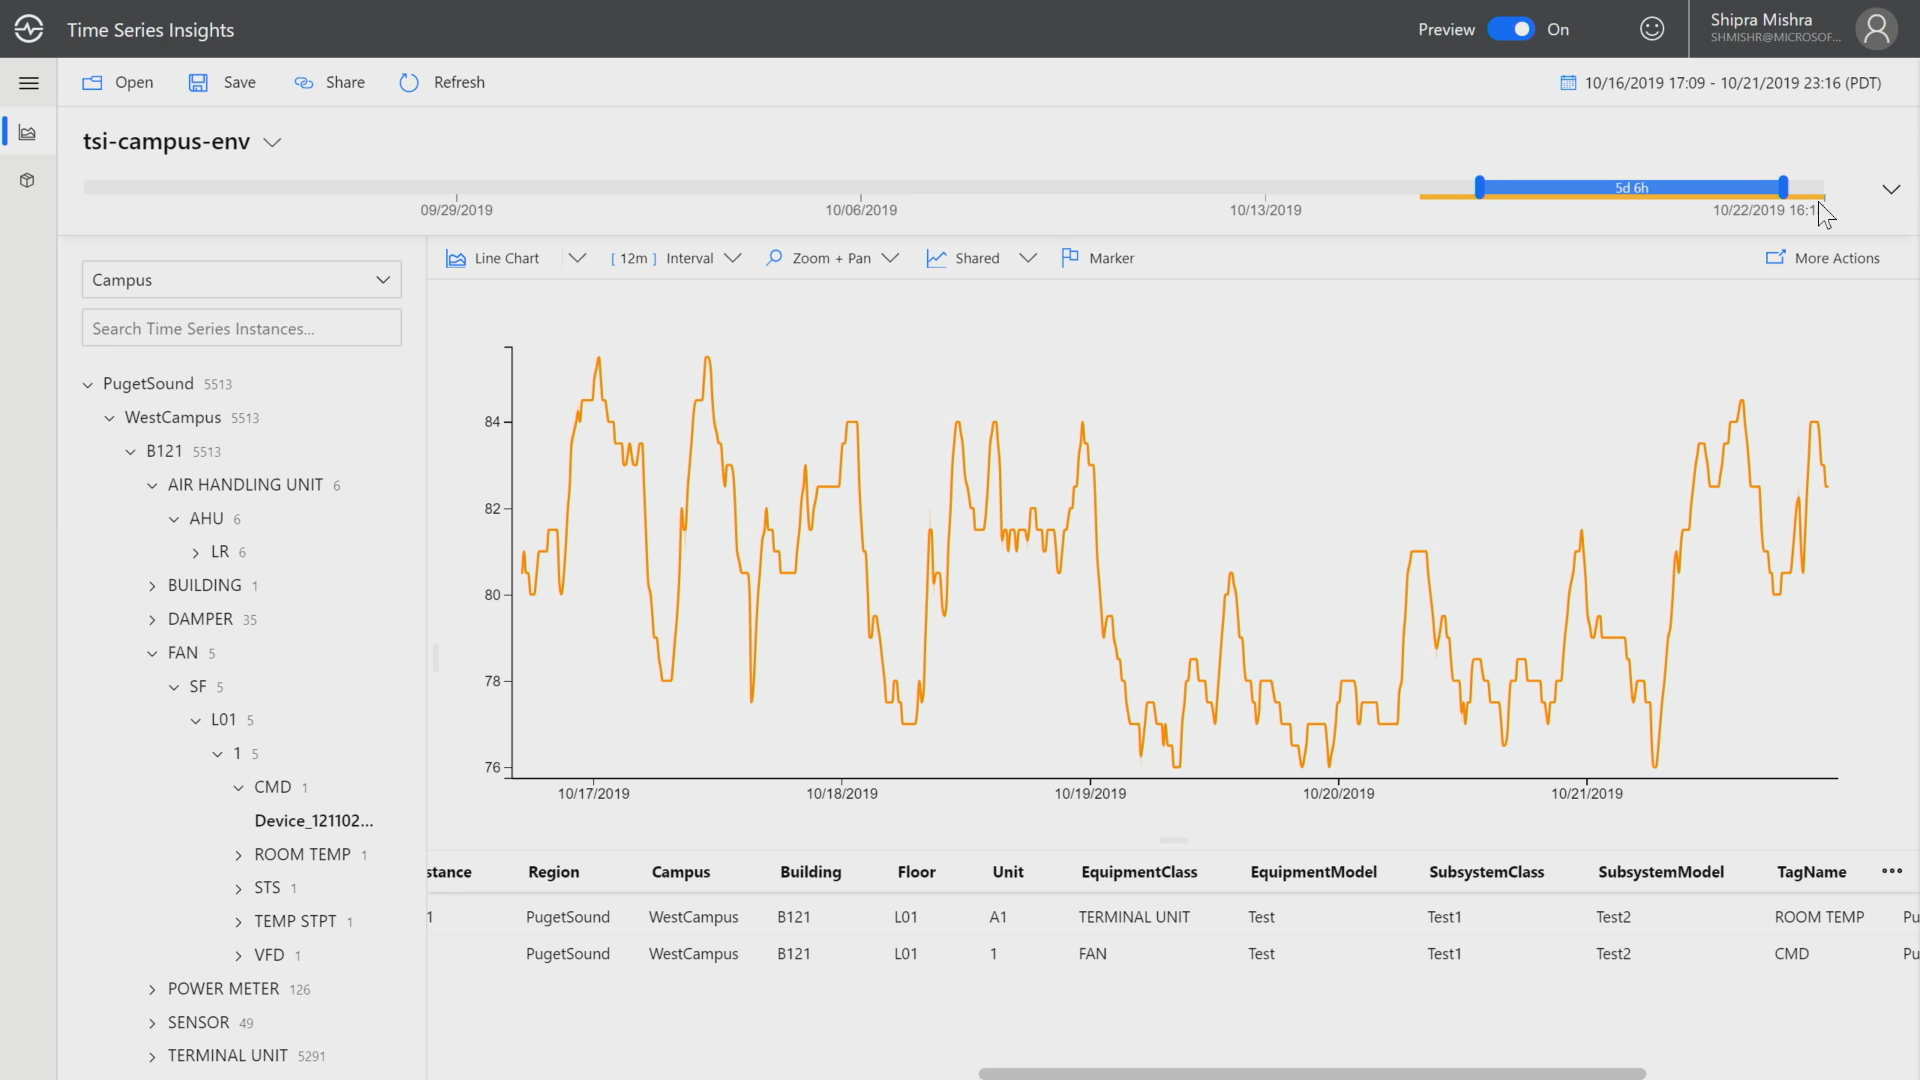 Time Series Insights
Preview On
Shipra Mishra
SHMISHR@MICROSOF...
Open Save Share Refresh
10/16/2019 17:09 - 10/21/2019 23:16 (PDT)
tsi-campus-env
5d 6h
09/29/2019 10/06/2019 10/13/2019 10/22/2019 16:1
Campus
Search Time Series Instances...
PugetSound 5513
WestCampus 5513
B121 5513
AIR HANDLING UNIT 6
AHU 6
LR 6
BUILDING 1
DAMPER 35
FAN 5
SF 5
L01 5
1 5
CMD 1
Device_121102...
ROOM TEMP 1
STS 1
TEMP STPT 1
VFD 1
POWER METER 126
SENSOR 49
TERMINAL UNIT 5291
Line Chart [ 12m ] Interval Zoom + Pan Shared Marker More Actions
84
82
80
78
76
10/17/2019 10/18/2019 10/19/2019 10/20/2019 10/21/2019
stance Region Campus Building Floor Unit EquipmentClass EquipmentModel SubsystemClass SubsystemModel TagName •••
1 PugetSound WestCampus B121 L01 A1 TERMINAL UNIT Test Test1 Test2 ROOM TEMP Pu
PugetSound WestCampus B121 L01 1 FAN Test Test1 Test2 CMD Pu